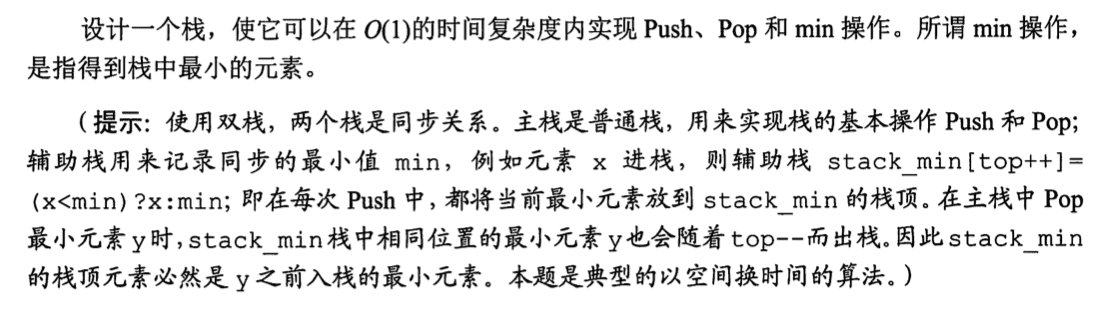 设计一个栈，使它可以在 O(1)的时间复杂度内实现 Push、Pop 和 min 操作。所谓 min 操作，
是指得到栈中最小的元素。
（提示：使用双栈，两个栈是同步关系。主栈是普通栈，用来实现栈的基本操作 Push 和 Pop；
辅助栈用来记录同步的最小值 min，例如元素 x 进栈，则辅助栈 stack_min[top++]=
(x<min)?x:min；即在每次 Push 中，都将当前最小元素放到 stack_min 的栈顶。在主栈中 Pop
最小元素 y 时，stack_min 栈中相同位置的最小元素 y 也会随着 top--而出栈。因此 stack_min
的栈顶元素必然是 y 之前入栈的最小元素。本题是典型的以空间换时间的算法。）